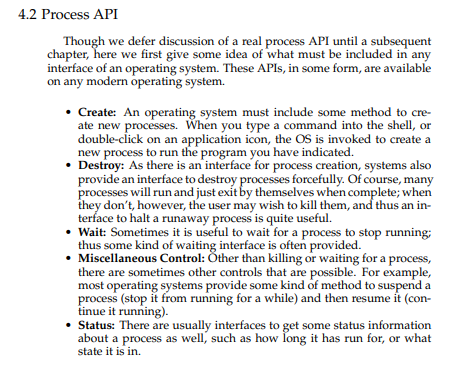 4.2 Process API
Though we defer discussion of a real process API until a subsequent
chapter, here we first give some idea of what must be included in any
interface of an operating system. These APIs, in some form, are available
on any modern operating system.
• Create: An operating system must include some method to cre-
ate new processes. When you type a command into the shell, or
double-click on an application icon, the OS is invoked to create a
new process to run the program you have indicated.
• Destroy: As there is an interface for process creation, systems also
provide an interface to destroy processes forcefully. Of course, many
processes will run and just exit by themselves when complete; when
they don't, however, the user may wish to kill them, and thus an in-
terface to halt a runaway process is quite useful.
• Wait: Sometimes it is useful to wait for a process to stop running;
thus some kind of waiting interface is often provided.
• Miscellaneous Control: Other than killing or waiting for a process,
there are sometimes other controls that are possible. For example,
most operating systems provide some kind of method to suspend a
process (stop it from running for a while) and then resume it (con-
tinue it running).
• Status: There are usually interfaces to get some status information
about a process as well, such as how long it has run for, or what
state it is in.